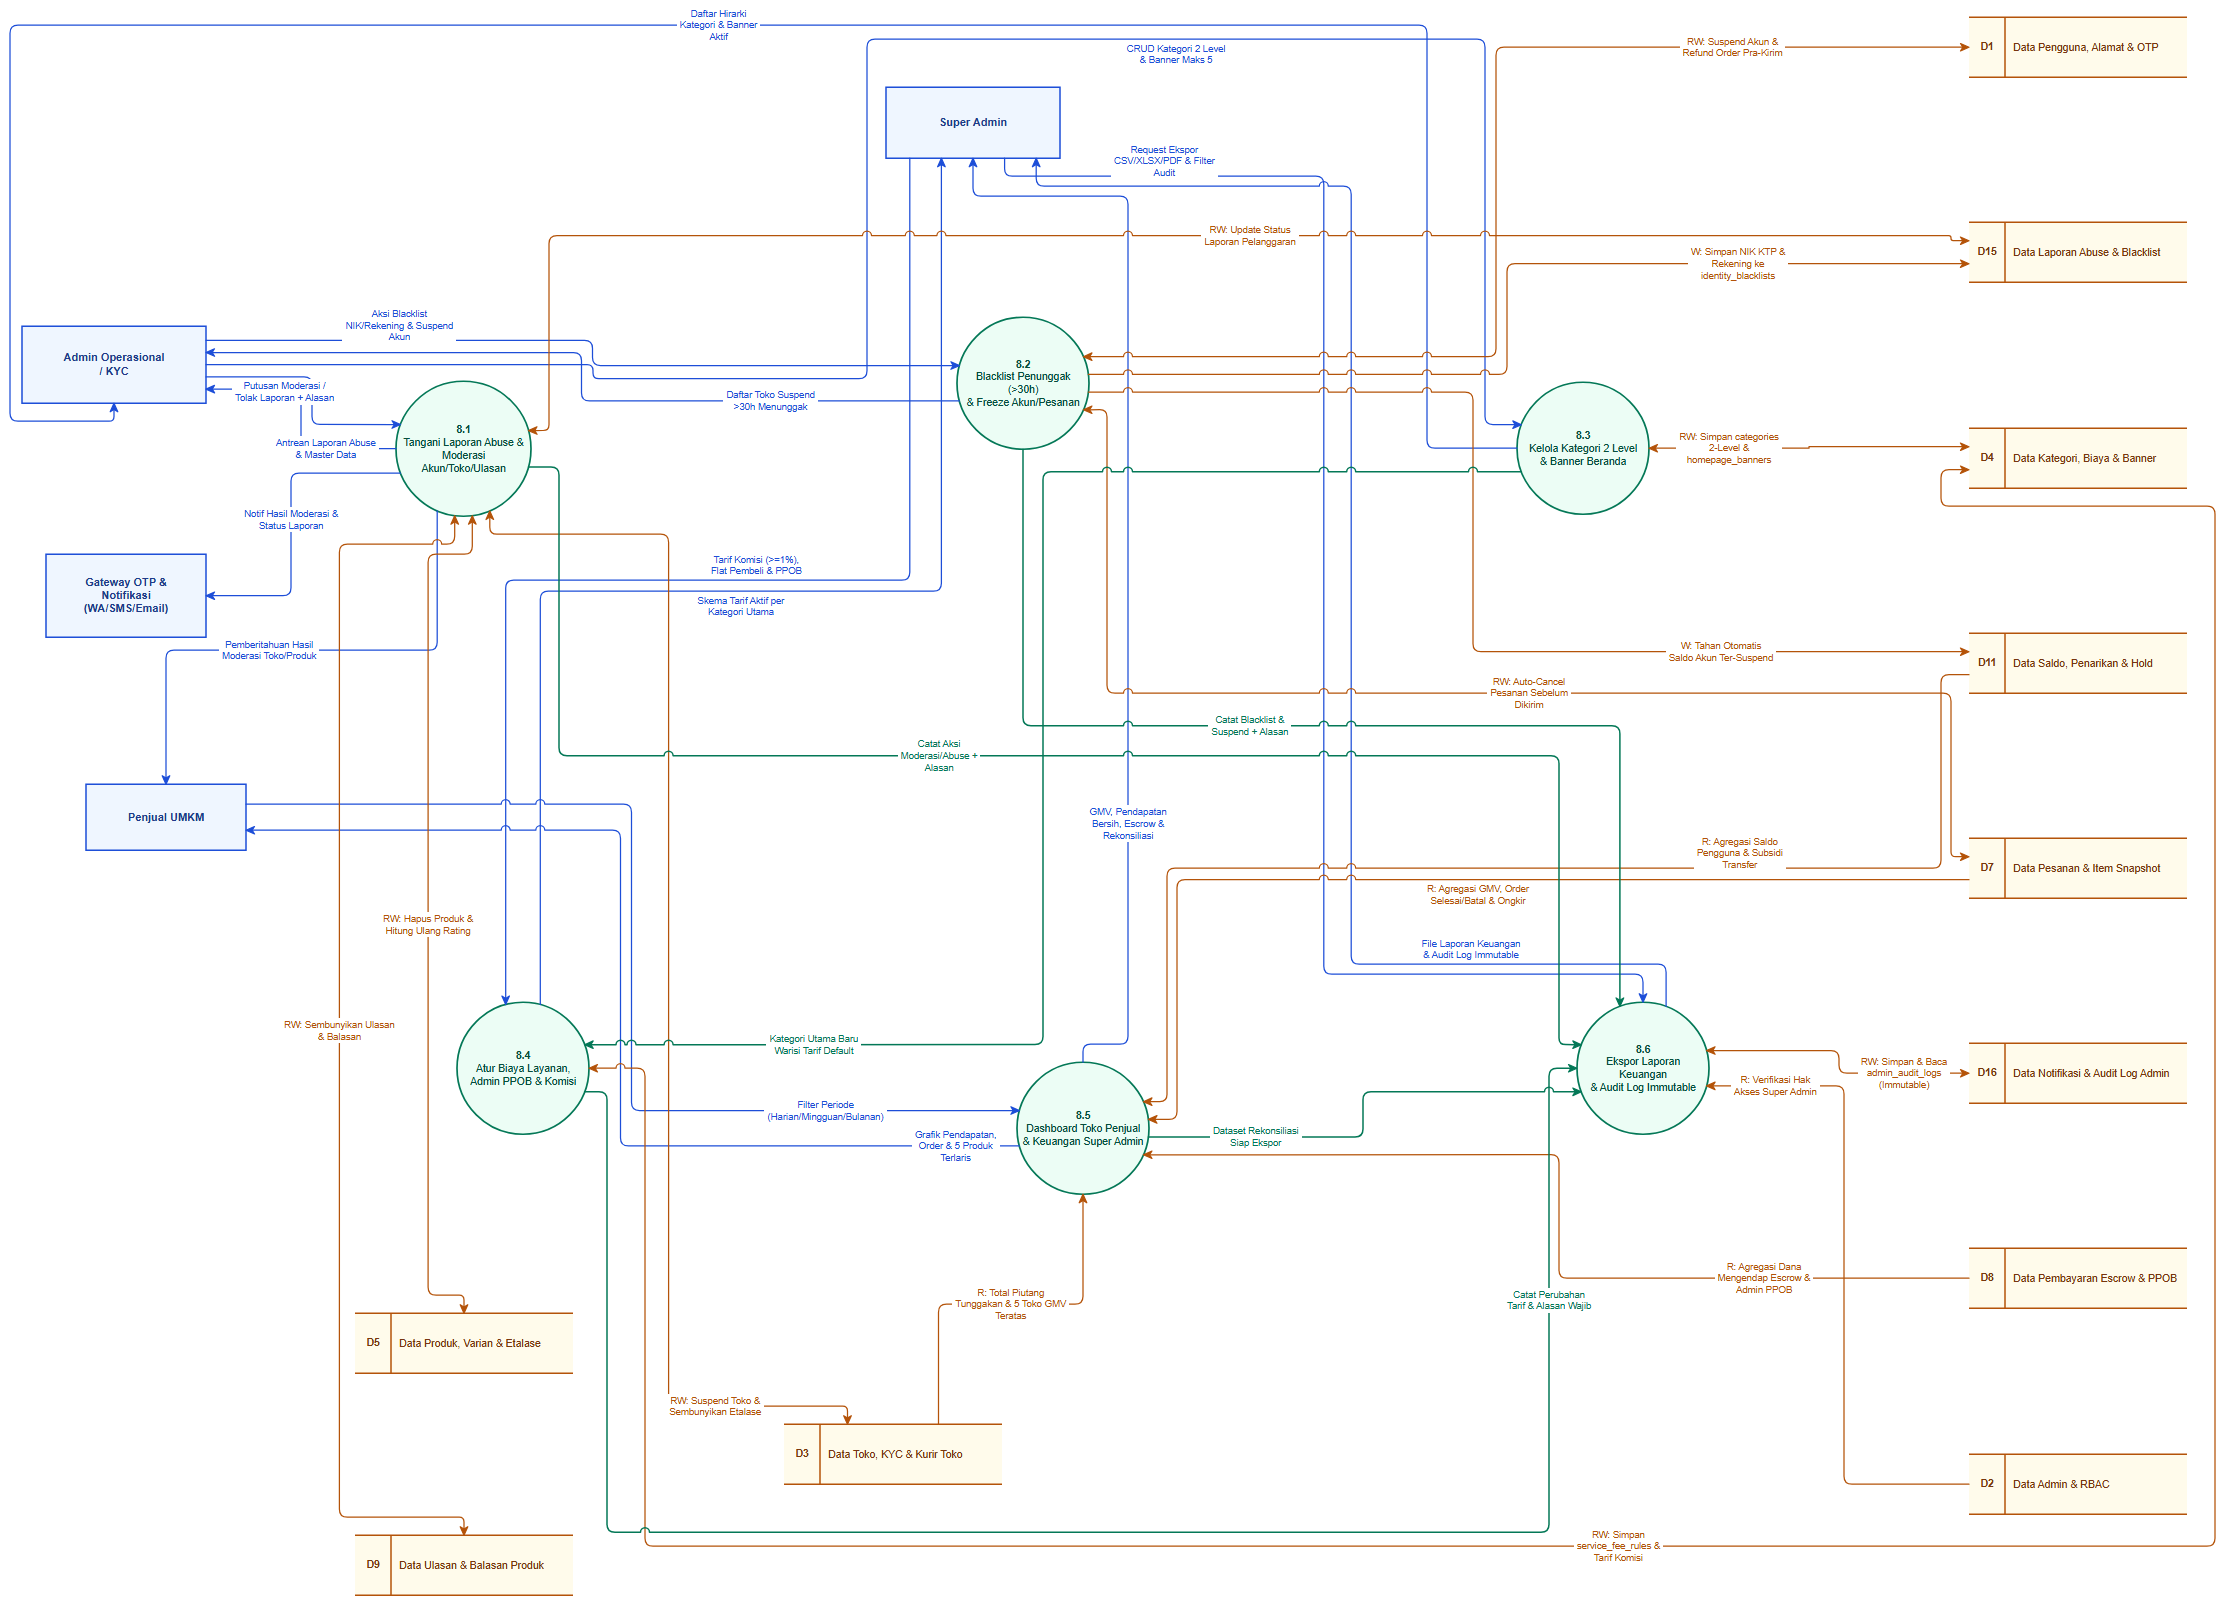 Daftar Hirarki
Kategori & Banner
Aktif
CRUD Kategori 2 Level
& Banner Maks 5
RW: Suspend Akun &
Refund Order Pra-Kirim
D1
Data Pengguna, Alamat & OTP
Super Admin
Request Ekspor
CSV/XLSX/PDF & Filter
Audit
RW: Update Status
Laporan Pelanggaran
W: Simpan NIK KTP &
Rekening ke
identity_blacklists
D15
Data Laporan Abuse & Blacklist
Aksi Blacklist
NIK/Rekening & Suspend
Akun
Admin Operasional
/ KYC
Putusan Moderasi /
Tolak Laporan + Alasan
Daftar Toko Suspend
>30h Menunggak
8.2
Blacklist Penunggak
(>30h)
& Freeze Akun/Pesanan
8.1
Tangani Laporan Abuse &
Moderasi
Akun/Toko/Ulasan
Antrean Laporan Abuse
& Master Data
8.3
Kelola Kategori 2 Level
& Banner Beranda
RW: Simpan categories
2-Level &
homepage_banners
D4
Data Kategori, Biaya & Banner
Notif Hasil Moderasi &
Status Laporan
Gateway OTP &
Notifikasi
(WA/SMS/Email)
Tarif Komisi (>=1%),
Flat Pembeli & PPOB
Skema Tarif Aktif per
Kategori Utama
Pemberitahuan Hasil
Moderasi Toko/Produk
W: Tahan Otomatis
Saldo Akun Ter-Suspend
D11
Data Saldo, Penarikan & Hold
RW: Auto-Cancel
Pesanan Sebelum
Dikirim
Catat Blacklist &
Suspend + Alasan
Catat Aksi
Moderasi/Abuse +
Alasan
Penjual UMKM
GMV, Pendapatan
Bersih, Escrow &
Rekonsiliasi
R: Agregasi Saldo
Pengguna & Subsidi
Transfer
D7
Data Pesanan & Item Snapshot
R: Agregasi GMV, Order
Selesai/Batal & Ongkir
RW: Hapus Produk &
Hitung Ulang Rating
File Laporan Keuangan
& Audit Log Immutable
RW: Sembunyikan Ulasan
& Balasan
8.4
Atur Biaya Layanan,
Admin PPOB & Komisi
Kategori Utama Baru
Warisi Tarif Default
8.6
Ekspor Laporan
Keuangan
& Audit Log Immutable
RW: Simpan & Baca
admin_audit_logs
(Immutable)
D16
Data Notifikasi & Audit Log Admin
R: Verifikasi Hak
Akses Super Admin
Filter Periode
(Harian/Mingguan/Bulanan)
8.5
Dashboard Toko Penjual
& Keuangan Super Admin
Dataset Rekonsiliasi
Siap Ekspor
Grafik Pendapatan,
Order & 5 Produk
Terlaris
R: Agregasi Dana
Mengendap Escrow &
Admin PPOB
D8
Data Pembayaran Escrow & PPOB
R: Total Piutang
Tunggakan & 5 Toko GMV
Teratas
Catat Perubahan
Tarif & Alasan Wajib
D5
Data Produk, Varian & Etalase
RW: Suspend Toko &
Sembunyikan Etalase
D3
Data Toko, KYC & Kurir Toko
D2
Data Admin & RBAC
RW: Simpan
service_fee_rules &
Tarif Komisi
D9
Data Ulasan & Balasan Produk